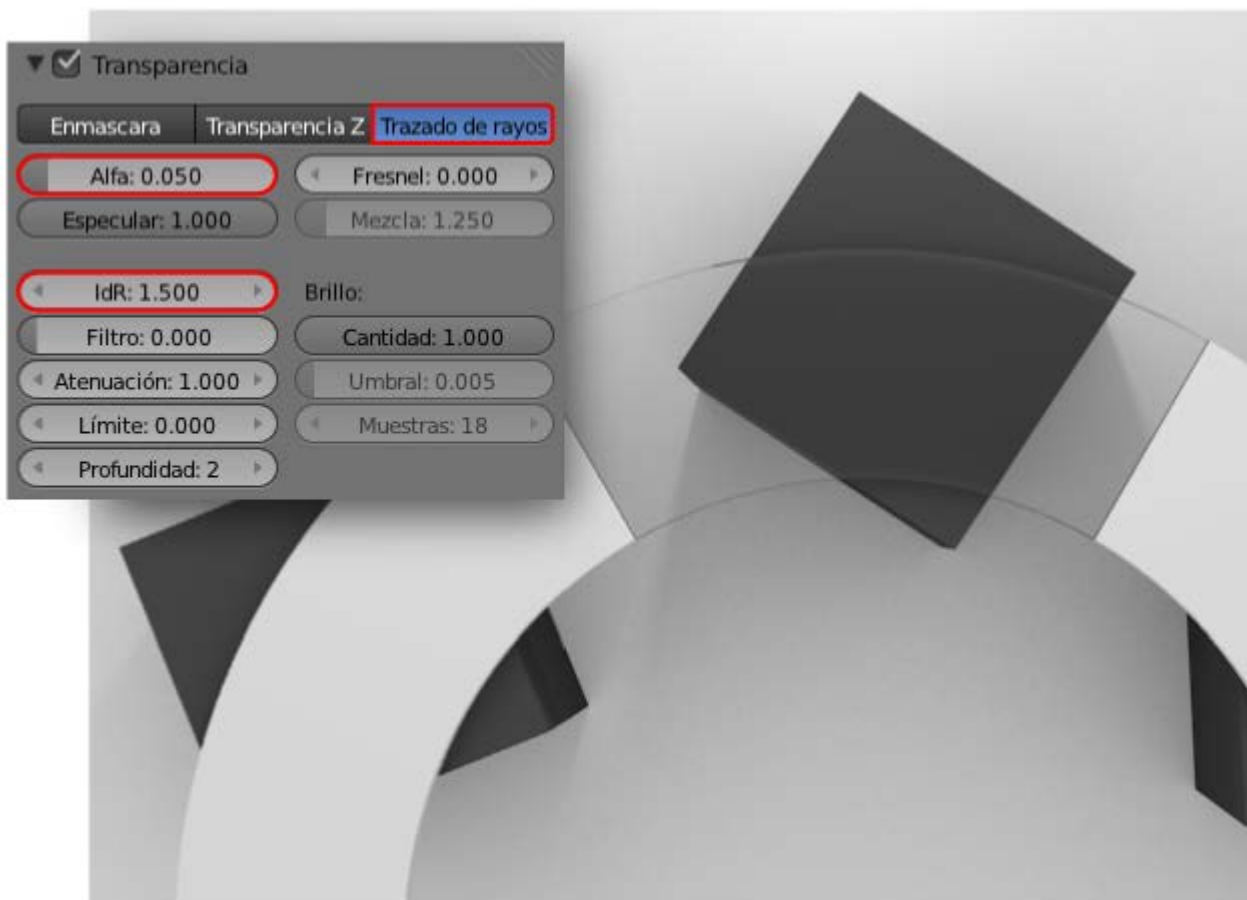 Transparencia
Enmascara Transparencia Z Trazado de rayos
Alfa: 0.050 Fresnel: 0.000
Especular: 1.000 Mezcla: 1.250
IdR: 1.500 Brillo:
Filtro: 0.000 Cantidad: 1.000
Atenuación: 1.000 Umbral: 0.005
Límite: 0.000 Muestras: 18
Profundidad: 2